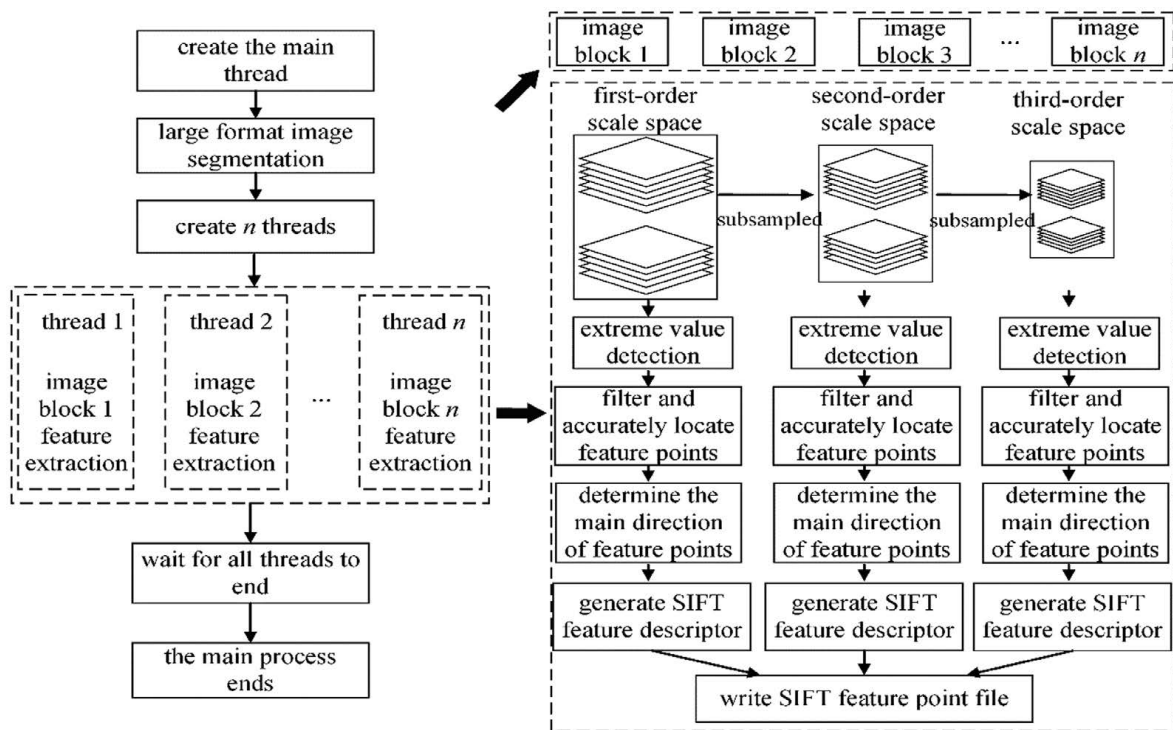 create the main
thread
large format image
segmentation
create n threads
thread 1
image
block 1
feature
extraction
thread 2
image
block 2
feature
extraction
...
thread n
image
block n
feature
extraction
wait for all threads to
end
the main process
ends
image
block 1
image
block 2
image
block 3
...
image
block n
first-order
scale space
second-order
scale space
third-order
scale space
subsampled
subsampled
extreme value
detection
extreme value
detection
extreme value
detection
filter and
accurately locate
feature points
filter and
accurately locate
feature points
filter and
accurately locate
feature points
determine the
main direction
of feature points
determine the
main direction
of feature points
determine the
main direction
of feature points
generate SIFT
feature descriptor
generate SIFT
feature descriptor
generate SIFT
feature descriptor
write SIFT feature point file